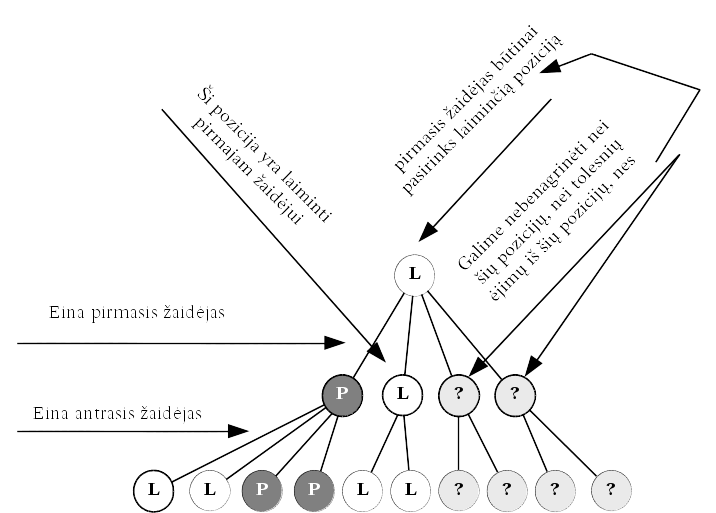 Ši pozicija yra laiminti
pirmajam žaidėjui
pirmasis žaidėjas būtinai
pasirinks laiminčią poziciją
Galime nebenagrinėti nei
šių pozicijų, nei tolesnių
ėjimų iš šių pozicijų, nes
L
Eina pirmasis žaidėjas
P L ? ?
Eina antrasis žaidėjas
L L P P L L ? ? ? ?